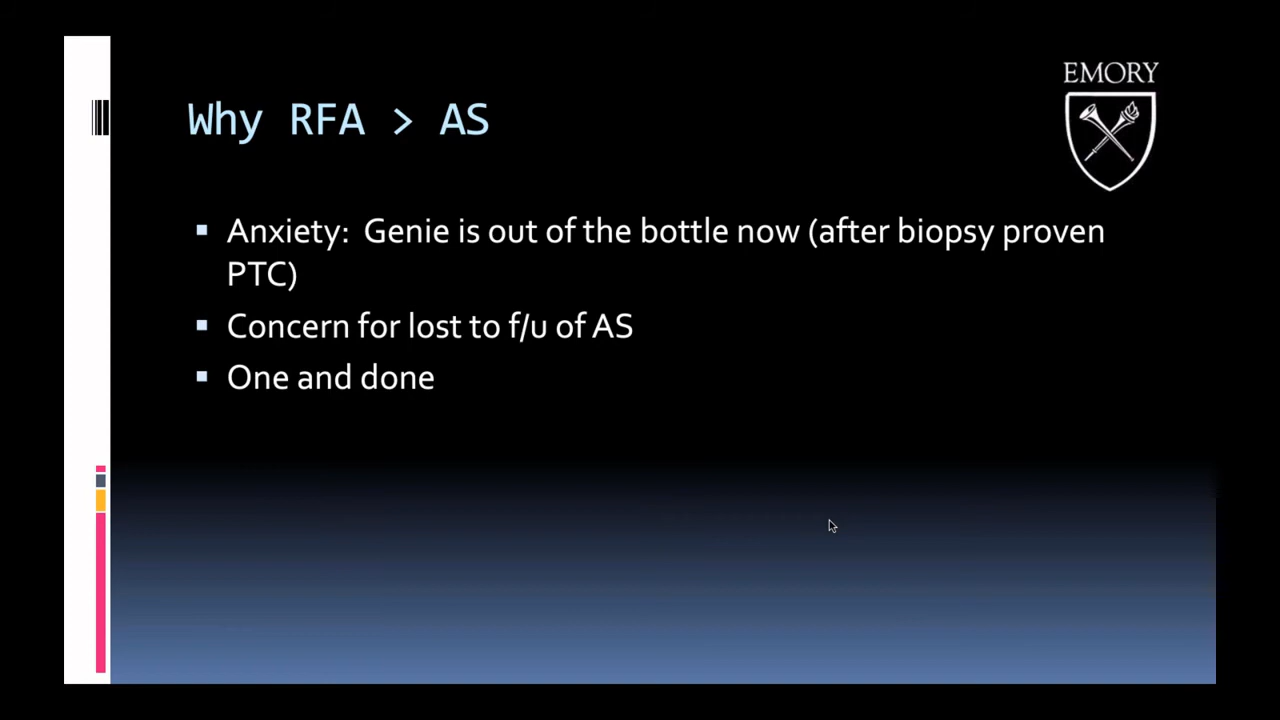 EMORY
Why RFA > AS
Anxiety: Genie is out of the bottle now (after biopsy proven
PTC)
Concern for lost to f/u of AS
One and done